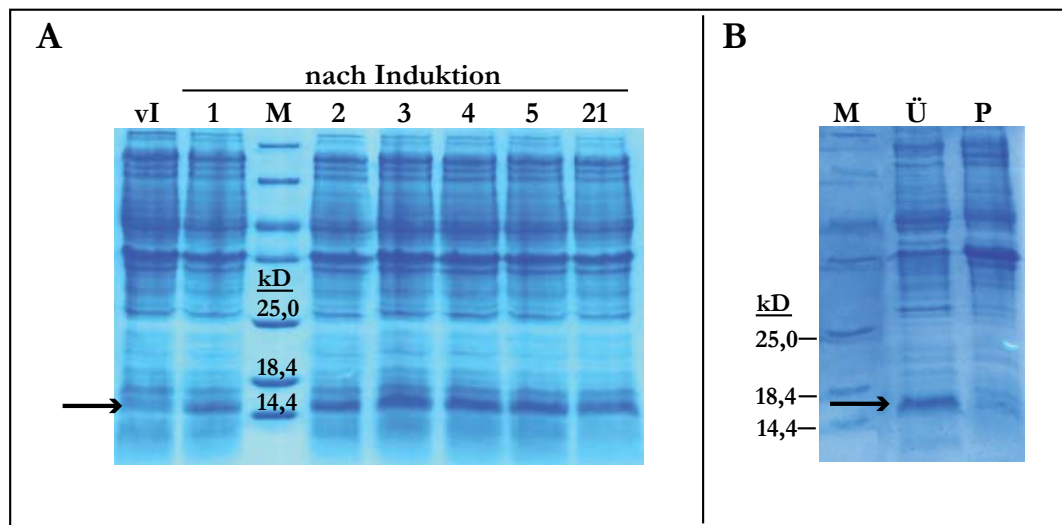 A
nach Induktion
vI 1 M 2 3 4 5 21
kD
25,0
18,4
14,4
B
M Ü P
kD
25,0
18,4
14,4